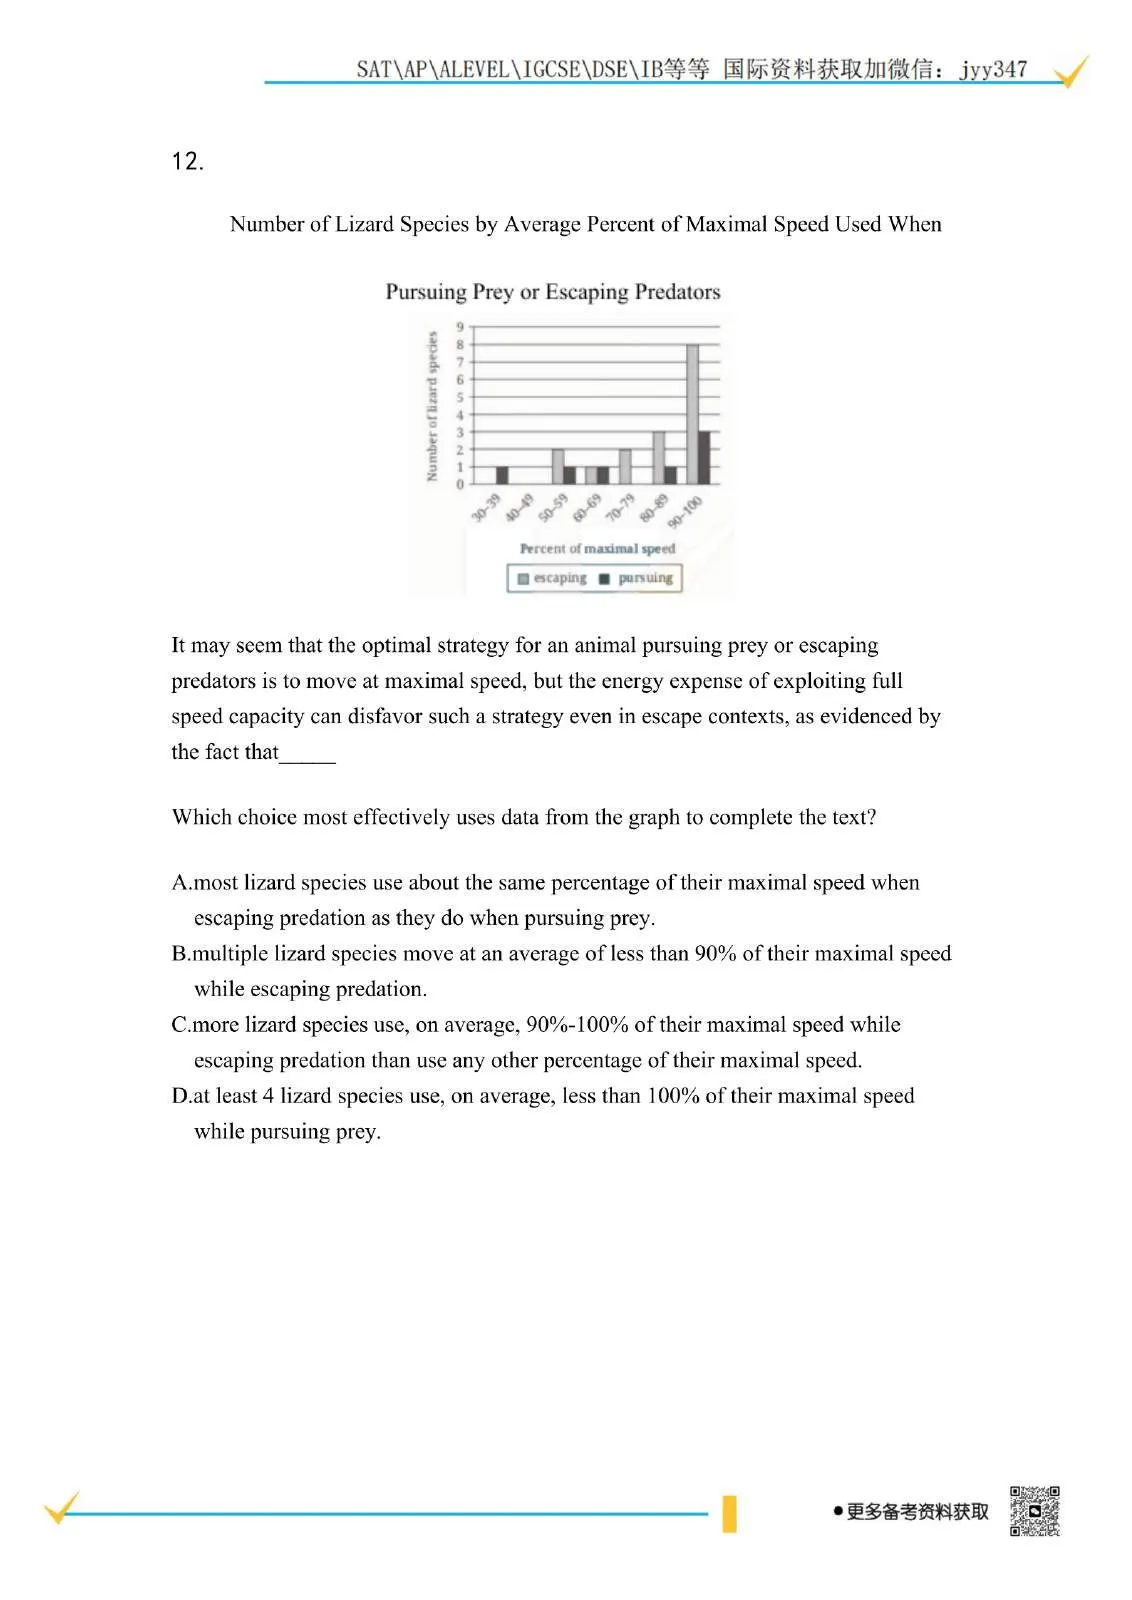 SAT\AP\ALEVEL\IGCSE\DSE\IB等等 国际资料获取加微信：jyy347
12.
Number of Lizard Species by Average Percent of Maximal Speed Used When
Pursuing Prey or Escaping Predators
Number of lizard species
9
8
7
6
5
4
3
2
1
0
30–39
40–49
50–59
60–69
70–79
80–89
90–100
Percent of maximal speed
escaping pursuing
It may seem that the optimal strategy for an animal pursuing prey or escaping
predators is to move at maximal speed, but the energy expense of exploiting full
speed capacity can disfavor such a strategy even in escape contexts, as evidenced by
the fact that_____
Which choice most effectively uses data from the graph to complete the text?
A.most lizard species use about the same percentage of their maximal speed when
escaping predation as they do when pursuing prey.
B.multiple lizard species move at an average of less than 90% of their maximal speed
while escaping predation.
C.more lizard species use, on average, 90%-100% of their maximal speed while
escaping predation than use any other percentage of their maximal speed.
D.at least 4 lizard species use, on average, less than 100% of their maximal speed
while pursuing prey.
●更多备考资料获取